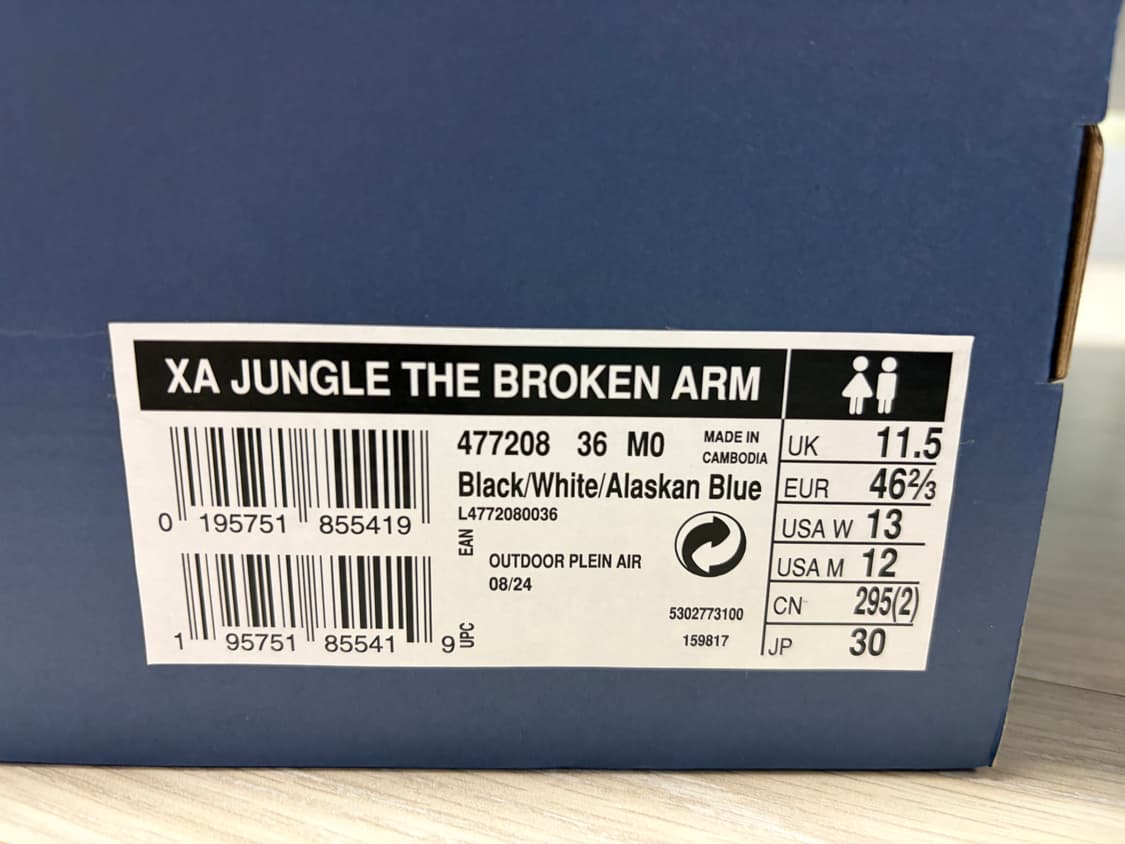 XA JUNGLE THE BROKEN ARM
477208 36 M0
MADE IN
CAMBODIA
Black/White/Alaskan Blue
L4772080036
0 195751 855419
EAN
OUTDOOR PLEIN AIR
08/24
5302773100
159817
1 95751 85541 9
UPC
UK 11.5
EUR 46⅔
USA W 13
USA M 12
CN 295(2)
JP 30